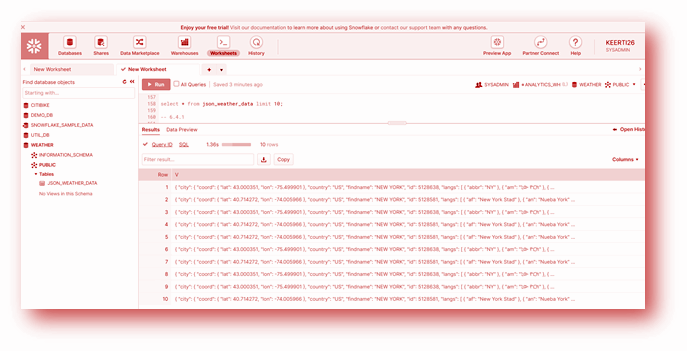 Enjoy your free trial! Visit our documentation to learn more about using Snowflake or contact our support team with any questions.
Databases Shares Data Marketplace Warehouses Worksheets History Preview App Partner Connect Help KEERTI26
SYSADMIN
New Worksheet New Worksheet
Find database objects Run All Queries Saved 3 minutes ago SYSADMIN ANALYTICS_WH WEATHER PUBLIC
Starting with...
157
CITIBIKE 158 select * from json_weather_data limit 10;
DEMO_DB 159
SNOWFLAKE_SAMPLE_DATA 160 -- 6.4.1
UTIL_DB Results Data Preview Open Hist
WEATHER Query ID SQL 1.36s 10 rows
INFORMATION_SCHEMA
PUBLIC Filter result... Copy Columns
Tables Row V
JSON_WEATHER_DATA
No Views in this Schema
1 { "city": { "coord": { "lat": 43.000351, "lon": -75.499901 }, "country": "US", "findname": "NEW YORK", "id": 5128638, "langs": [ { "abbr": "NY" }, { "am":
2 { "city": { "coord": { "lat": 40.714272, "lon": -74.005966 }, "country": "US", "findname": "NEW YORK", "id": 5128581, "langs": [ { "af": "New York Stad" }, { "an": "Nueba York" ...
3 { "city": { "coord": { "lat": 43.000351, "lon": -75.499901 }, "country": "US", "findname": "NEW YORK", "id": 5128638, "langs": [ { "abbr": "NY" }, { "am":
4 { "city": { "coord": { "lat": 40.714272, "lon": -74.005966 }, "country": "US", "findname": "NEW YORK", "id": 5128581, "langs": [ { "af": "New York Stad" }, { "an": "Nueba York" ...
5 { "city": { "coord": { "lat": 43.000351, "lon": -75.499901 }, "country": "US", "findname": "NEW YORK", "id": 5128638, "langs": [ { "abbr": "NY" }, { "am":
6 { "city": { "coord": { "lat": 40.714272, "lon": -74.005966 }, "country": "US", "findname": "NEW YORK", "id": 5128581, "langs": [ { "af": "New York Stad" }, { "an": "Nueba York" ...
7 { "city": { "coord": { "lat": 40.714272, "lon": -74.005966 }, "country": "US", "findname": "NEW YORK", "id": 5128581, "langs": [ { "af": "New York Stad" }, { "an": "Nueba York" ...
8 { "city": { "coord": { "lat": 43.000351, "lon": -75.499901 }, "country": "US", "findname": "NEW YORK", "id": 5128638, "langs": [ { "abbr": "NY" }, { "am":
9 { "city": { "coord": { "lat": 43.000351, "lon": -75.499901 }, "country": "US", "findname": "NEW YORK", "id": 5128638, "langs": [ { "abbr": "NY" }, { "am":
10 { "city": { "coord": { "lat": 40.714272, "lon": -74.005966 }, "country": "US", "findname": "NEW YORK", "id": 5128581, "langs": [ { "af": "New York Stad" }, { "an": "Nueba York" ...